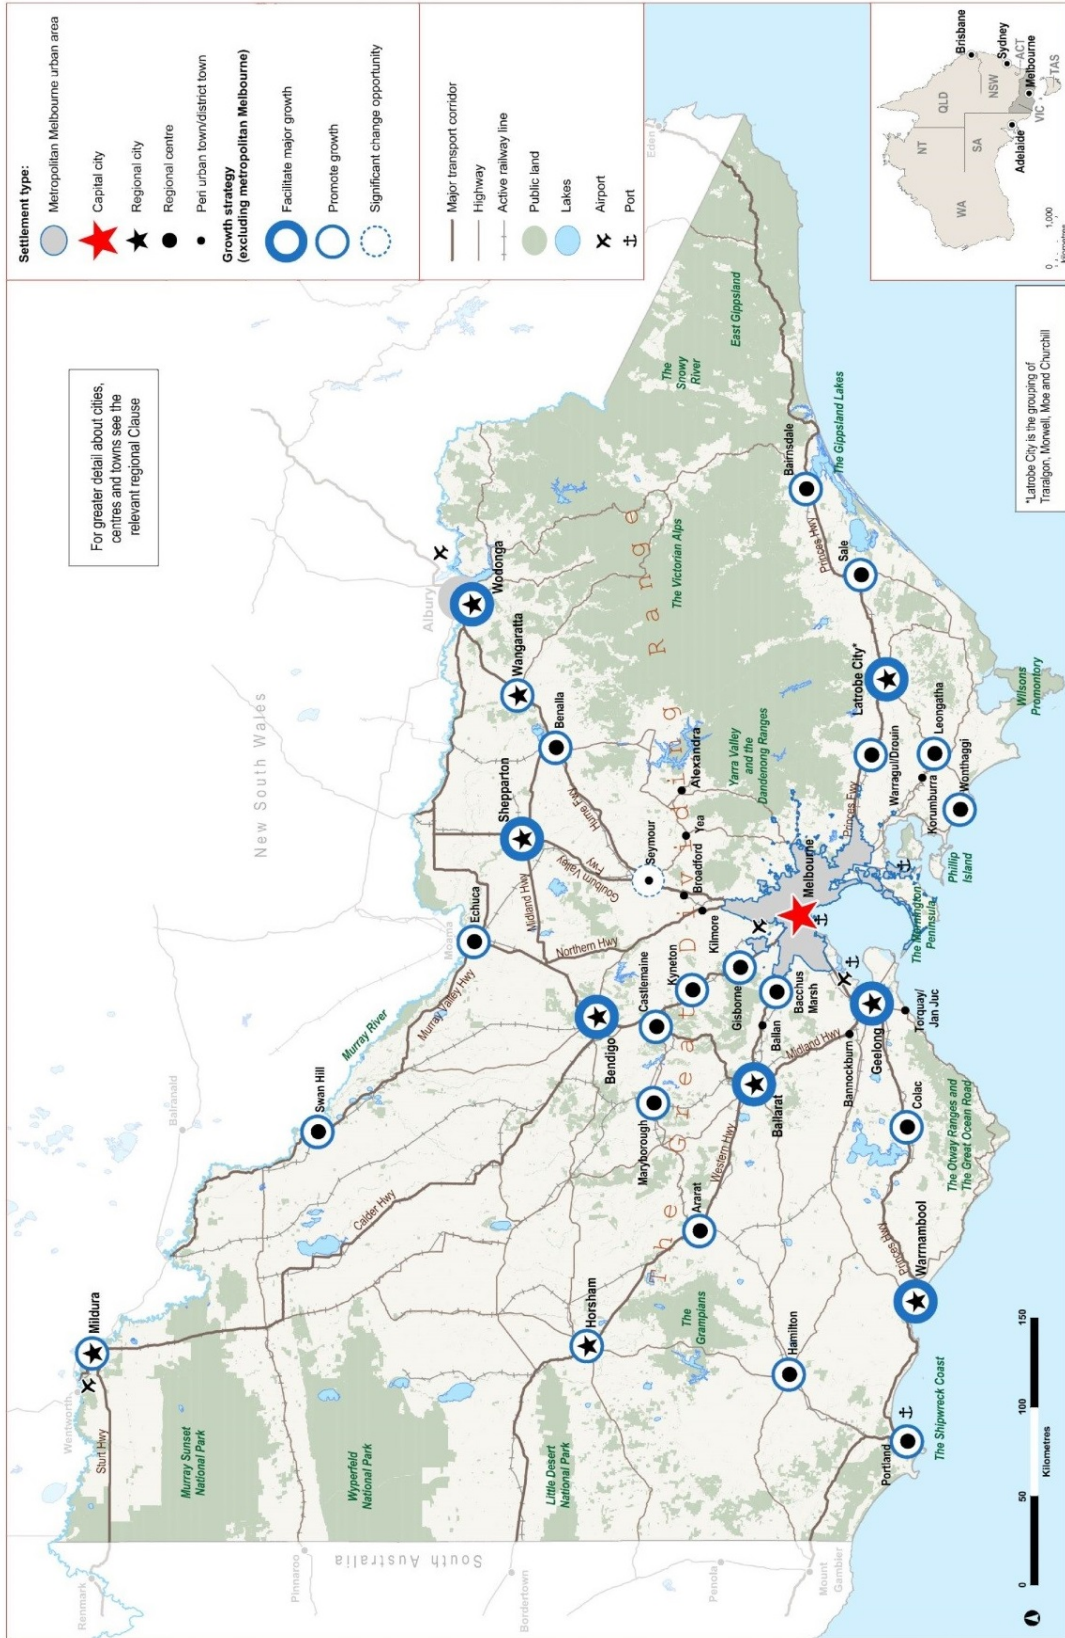 Settlement type:
Metropolitan Melbourne urban area
Capital city
Regional city
Regional centre
Peri urban town/district town
Growth strategy
(excluding metropolitan Melbourne)
Facilitate major growth
Promote growth
Significant change opportunity
Major transport corridor
Highway
Active railway line
Public land
Lakes
Airport
Port
For greater detail about cities,
centres and towns see the
relevant regional Clause
New South Wales
South Australia
Renmark
Wentworth
Mildura
Sturt Hwy
Murray Sunset
National Park
Balranald
Pinnaroo
Wyperfeld
National Park
Swan Hill
Murray River
Murray Valley Hwy
Calder Hwy
Moama
Echuca
Albury
Wodonga
Wangaratta
Benalla
Shepparton
Midland Hwy
Goulburn Valley
Fwy
Hume Fwy
Northern Hwy
Bordertown
Little Desert
National Park
Horsham
Bendigo
Castlemaine
Maryborough
Kyneton
Seymour
Broadford
Yea
Alexandra
Kilmore
The Great Dividing Range
The Victorian Alps
The
Snowy
River
East Gippsland
Eden
Penola
The
Grampians
Ararat
Western Hwy
Ballarat
Ballan
Gisborne
Bacchus
Marsh
Midland Hwy
Melbourne
Yarra Valley
and the
Dandenong Ranges
Mount
Gambier
Hamilton
Portland
The Shipwreck Coast
Warrnambool
Princes Hwy
Colac
The Otway Ranges and
The Great Ocean Road
Bannockburn
Geelong
Torquay/
Jan Juc
The Mornington
Peninsula
Phillip
Island
Princes Fwy
Warragul/Drouin
Korumburra
Leongatha
Wonthaggi
Latrobe City*
Wilsons
Promontory
Sale
Princes Hwy
Bairnsdale
The Gippsland Lakes
*Latrobe City is the grouping of
Traralgon, Morwell, Moe and Churchill
0 50 100 150
Kilometres
WA
NT
SA
QLD
NSW
ACT
VIC
TAS
Brisbane
Sydney
Melbourne
Adelaide
0 1,000